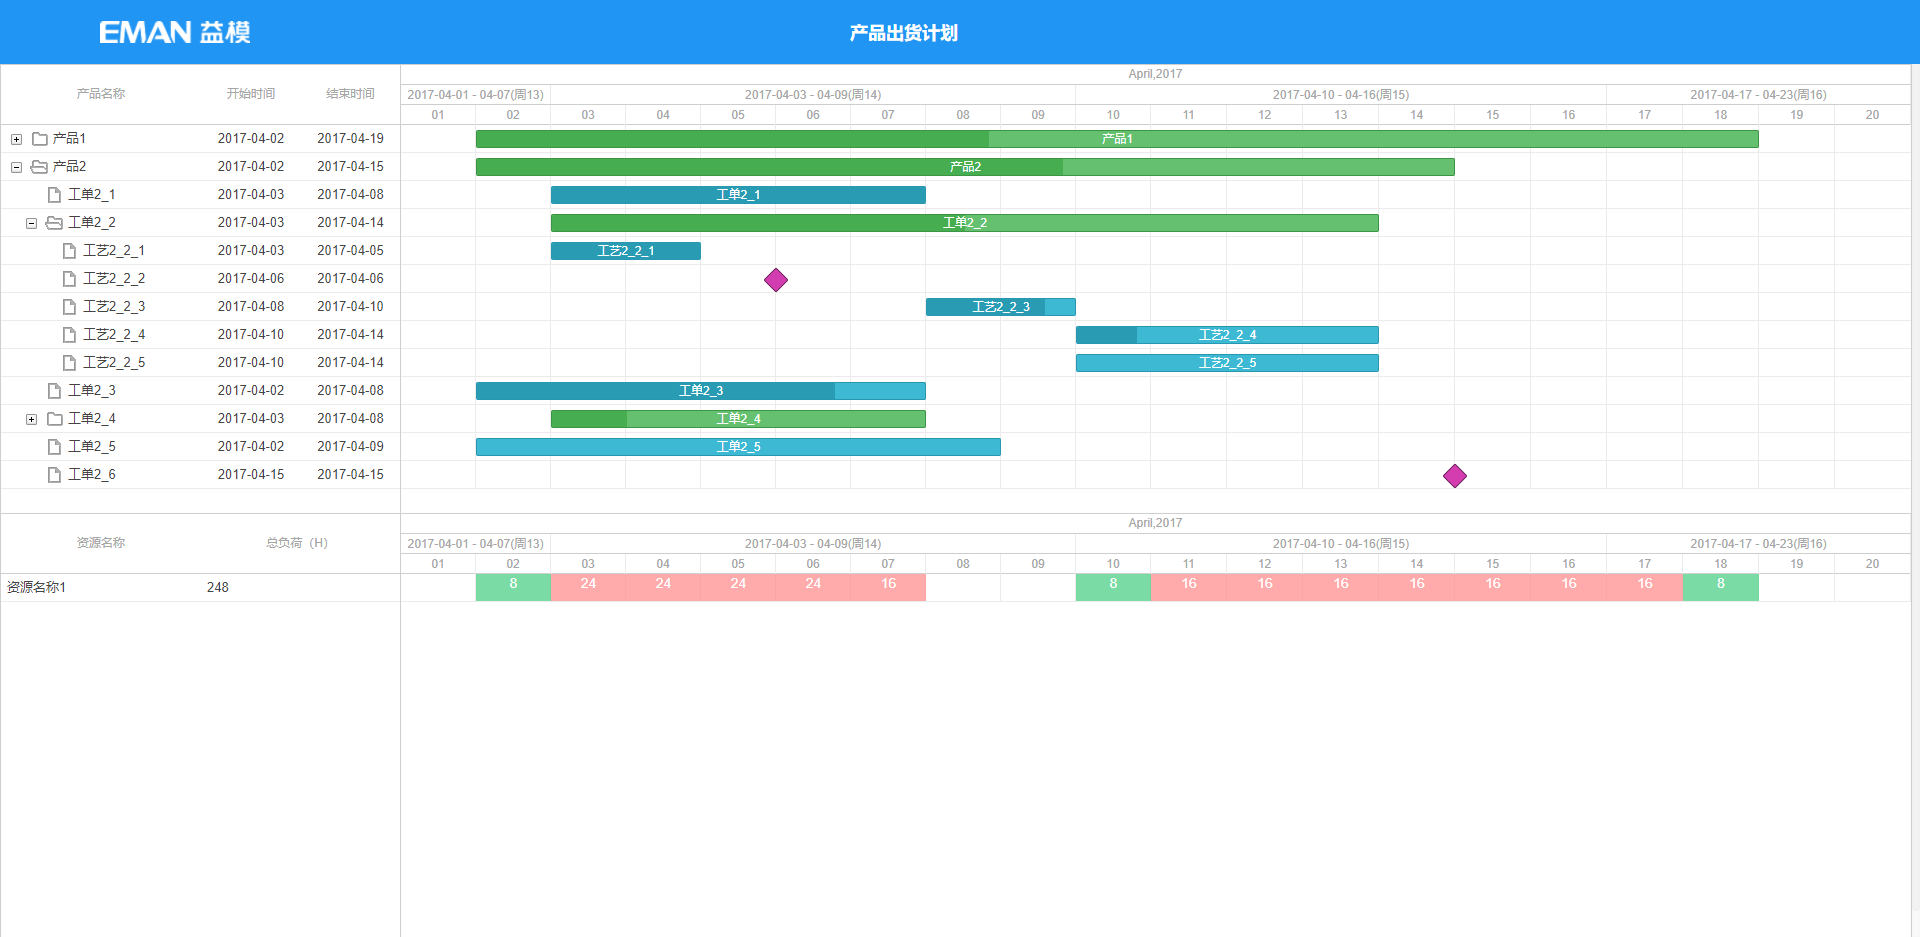 EMAN 益模
产品出货计划
产品名称 开始时间 结束时间
April,2017
2017-04-01 - 04-07(周13) 2017-04-03 - 04-09(周14) 2017-04-10 - 04-16(周15) 2017-04-17 - 04-23(周16)
01 02 03 04 05 06 07 08 09 10 11 12 13 14 15 16 17 18 19 20
产品1 2017-04-02 2017-04-19 产品1
产品2 2017-04-02 2017-04-15 产品2
工单2_1 2017-04-03 2017-04-08 工单2_1
工单2_2 2017-04-03 2017-04-14 工单2_2
工艺2_2_1 2017-04-03 2017-04-05 工艺2_2_1
工艺2_2_2 2017-04-06 2017-04-06
工艺2_2_3 2017-04-08 2017-04-10 工艺2_2_3
工艺2_2_4 2017-04-10 2017-04-14 工艺2_2_4
工艺2_2_5 2017-04-10 2017-04-14 工艺2_2_5
工单2_3 2017-04-02 2017-04-08 工单2_3
工单2_4 2017-04-03 2017-04-08 工单2_4
工单2_5 2017-04-02 2017-04-09 工单2_5
工单2_6 2017-04-15 2017-04-15
资源名称 总负荷（H）
April,2017
2017-04-01 - 04-07(周13) 2017-04-03 - 04-09(周14) 2017-04-10 - 04-16(周15) 2017-04-17 - 04-23(周16)
01 02 03 04 05 06 07 08 09 10 11 12 13 14 15 16 17 18 19 20
资源名称1 248 8 24 24 24 24 16 8 16 16 16 16 16 16 16 8